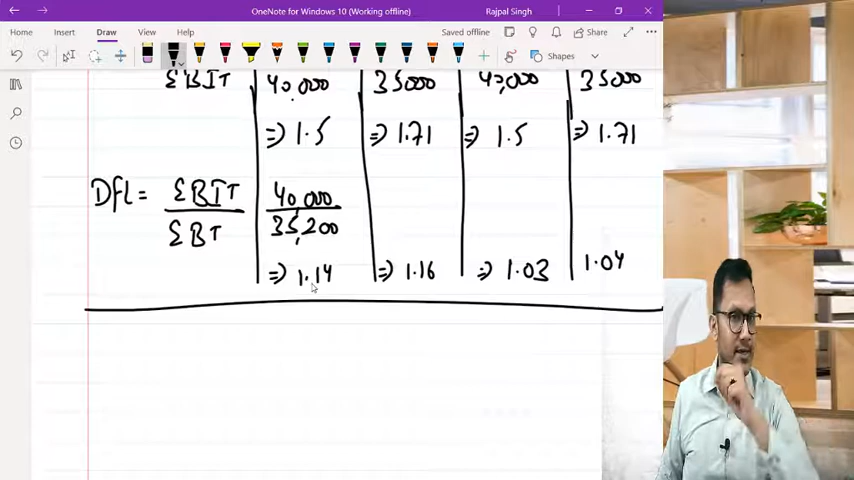 OneNote for Windows 10 (Working offline)
Rajpal Singh
Home Insert Draw View Help
Saved offline
Share
Shapes
EBIT 40,000 35000 40,000 35000
=> 1.5 => 1.71 => 1.5 => 1.71
Dfl = EBIT 40,000
EBT 35,200
=> 1.14 => 1.16 => 1.03 1.04